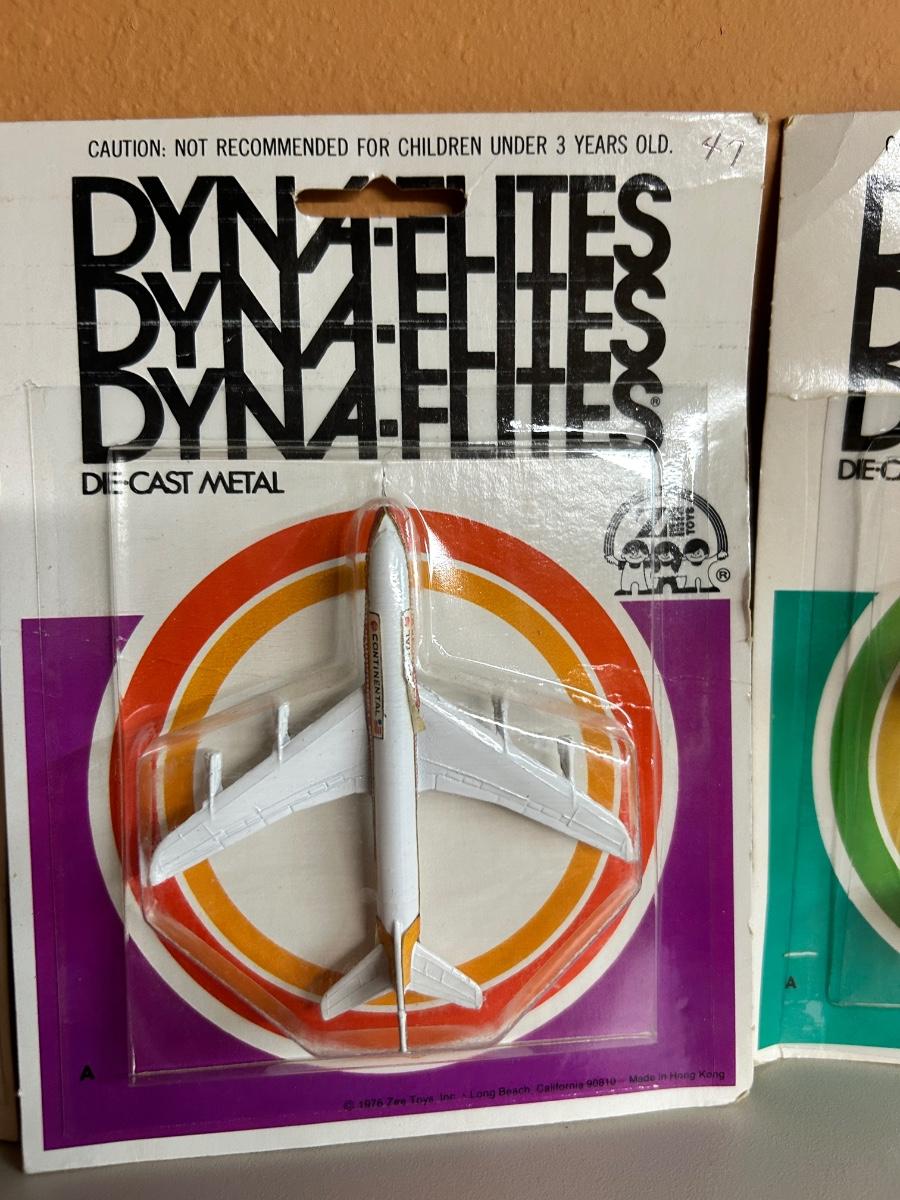 CAUTION: NOT RECOMMENDED FOR CHILDREN UNDER 3 YEARS OLD.
47
DYNA-FLITES
DYNA-FLITES
DYNA-FLITES®
DIE-CAST METAL
TOYS
®
CONTINENTAL
A
© 1976 Zee Toys, Inc. • Long Beach, California 90810 — Made in Hong Kong
D
D
D
DIE-C
A